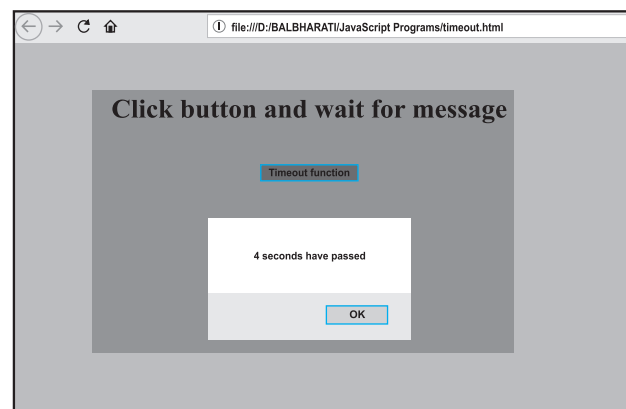 file:///D:/BALBHARATI/JavaScript Programs/timeout.html
Click button and wait for message
Timeout function
4 seconds have passed
OK